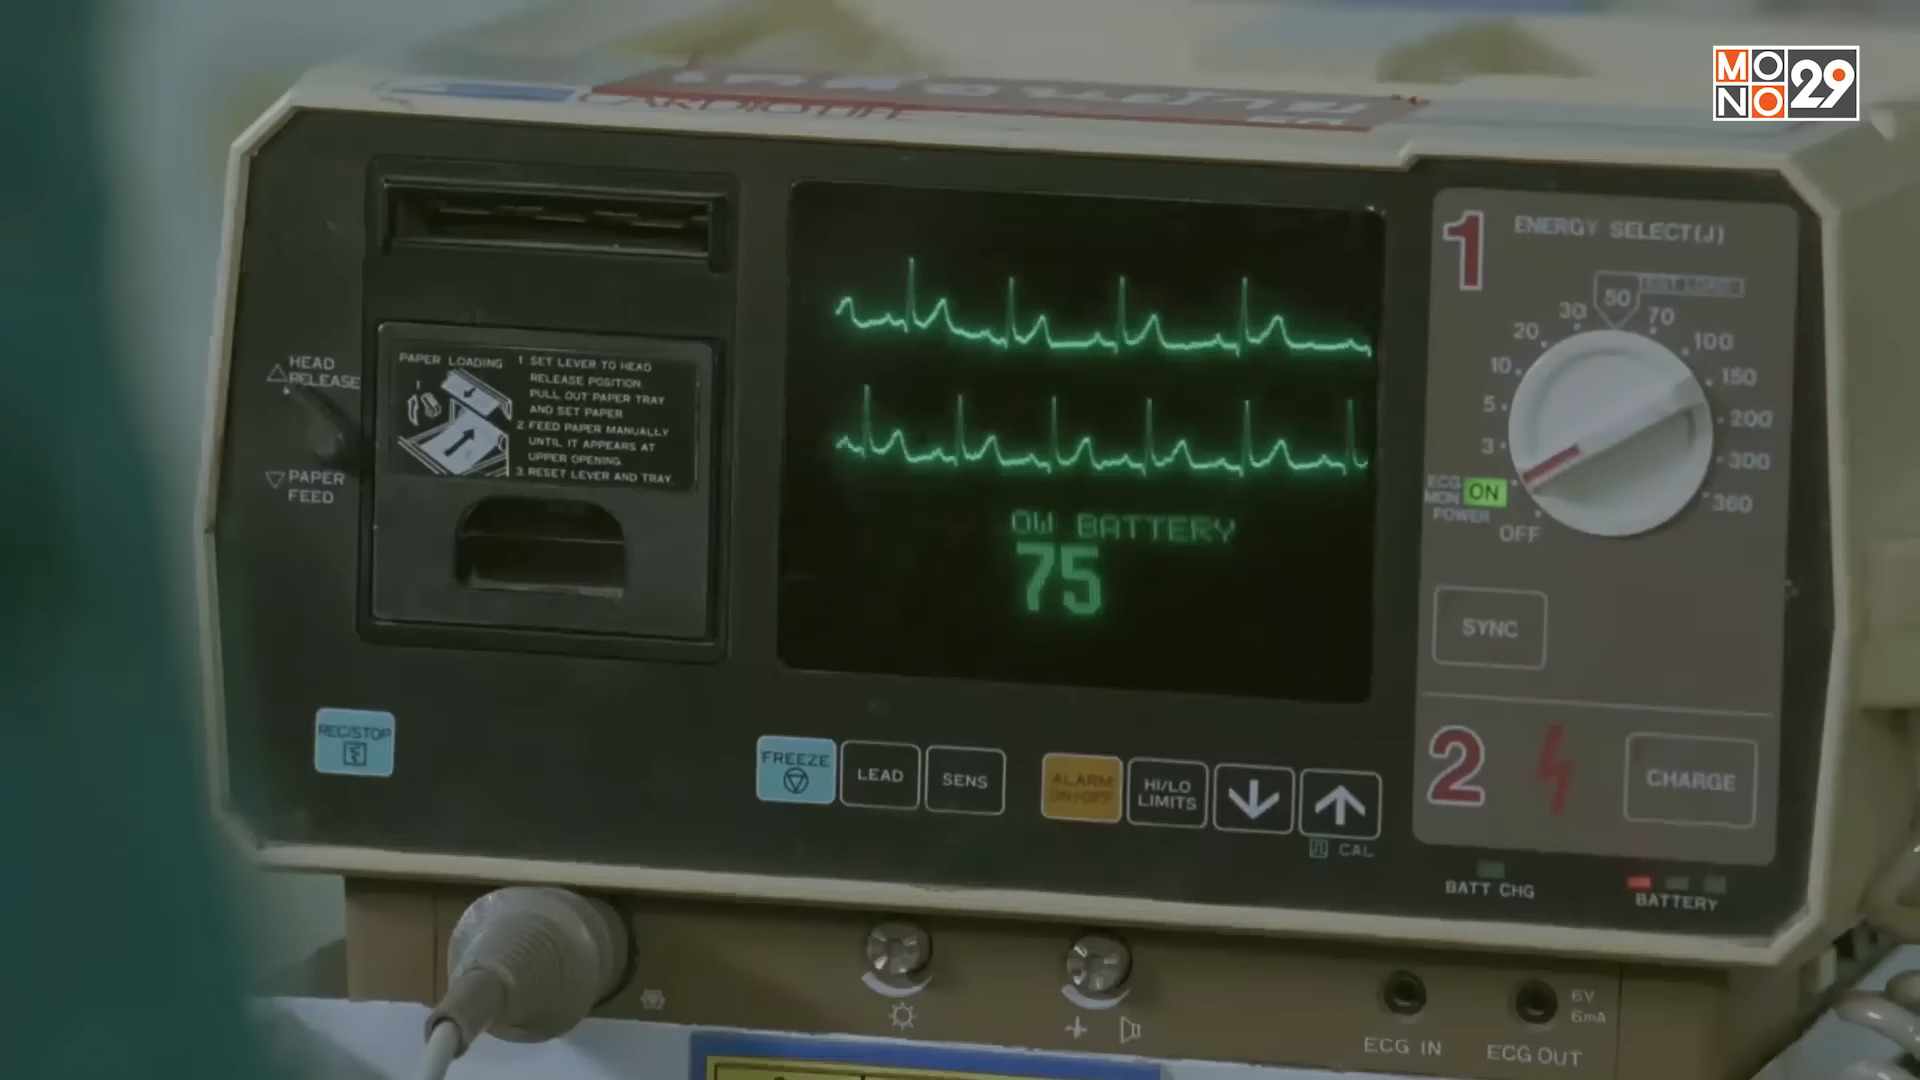 MONO 29
CARDIOLIFE
1
ENERGY SELECT(J)
50
30
70
20
100
10
150
5
200
3
300
360
ECG
MON
POWER
ON
OFF
SYNC
2
CHARGE
HEAD
RELEASE
PAPER
FEED
PAPER LOADING
1. SET LEVER TO HEAD
RELEASE POSITION.
PULL OUT PAPER TRAY
AND SET PAPER
2. FEED PAPER MANUALLY
UNTIL IT APPEARS AT
UPPER OPENING.
3. RESET LEVER AND TRAY.
OW BATTERY
75
REC/STOP
FREEZE
LEAD
SENS
ALARM
ON/OFF
HI/LO
LIMITS
CAL
BATT CHG
BATTERY
ECG IN
ECG OUT
6V
6mA